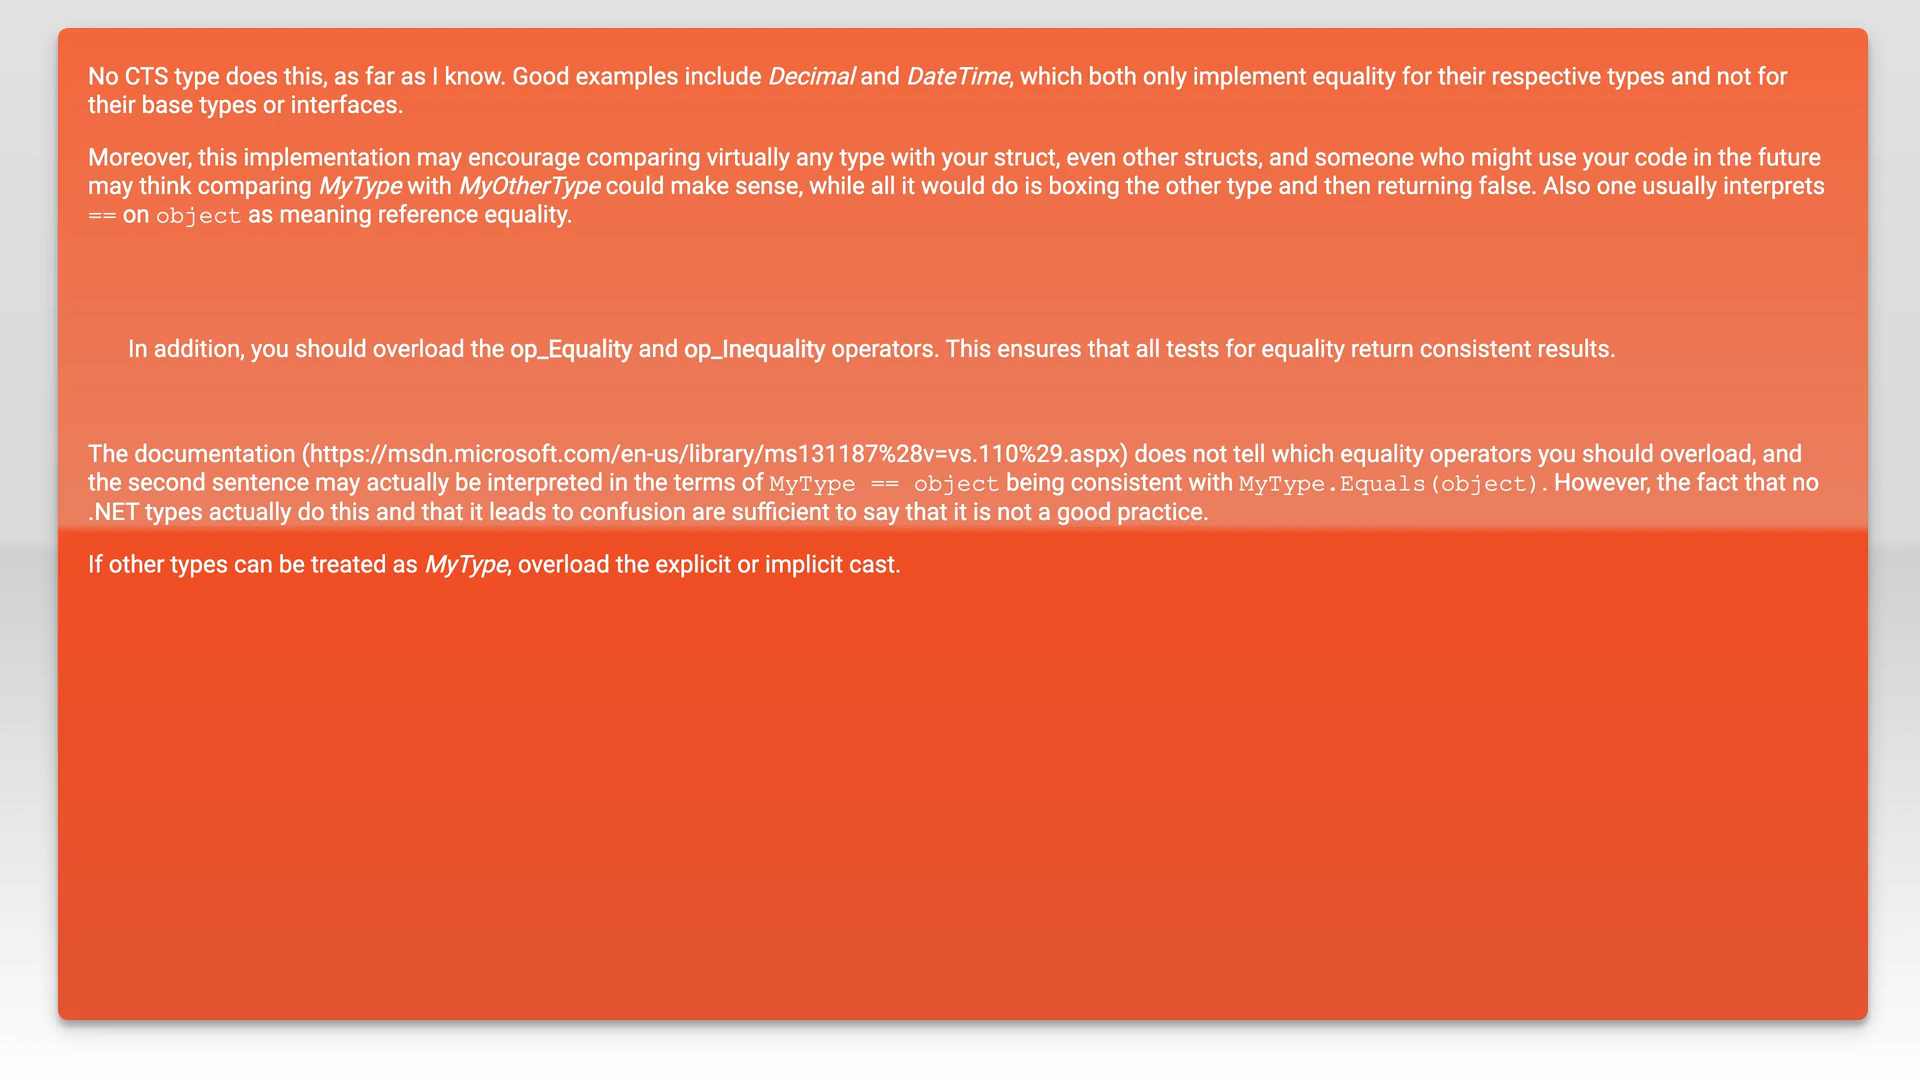 No CTS type does this, as far as I know. Good examples include Decimal and DateTime, which both only implement equality for their respective types and not for
their base types or interfaces.
Moreover, this implementation may encourage comparing virtually any type with your struct, even other structs, and someone who might use your code in the future
may think comparing MyType with MyOtherType could make sense, while all it would do is boxing the other type and then returning false. Also one usually interprets
== on object as meaning reference equality.
In addition, you should overload the op_Equality and op_Inequality operators. This ensures that all tests for equality return consistent results.
The documentation (https://msdn.microsoft.com/en-us/library/ms131187%28v=vs.110%29.aspx) does not tell which equality operators you should overload, and
the second sentence may actually be interpreted in the terms of MyType == object being consistent with MyType.Equals(object). However, the fact that no
.NET types actually do this and that it leads to confusion are sufficient to say that it is not a good practice.
If other types can be treated as MyType, overload the explicit or implicit cast.